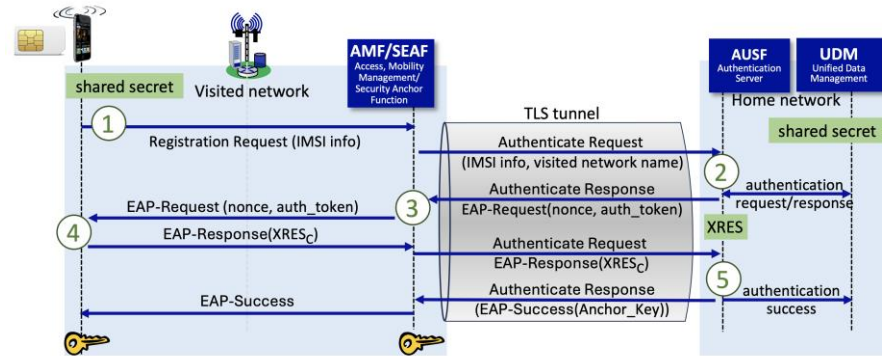 AMF/SEAF
Access, Mobility
Management/
Security Anchor
Function
AUSF
Authentication
Server
UDM
Unified Data
Management
shared secret
Visited network
Home network
TLS tunnel
shared secret
1
Registration Request (IMSI info)
Authenticate Request
(IMSI info, visited network name)
2
Authenticate Response
EAP-Request(nonce, auth_token)
authentication
request/response
3
EAP-Request (nonce, auth_token)
4
EAP-Response(XRESC)
XRES
Authenticate Request
EAP-Response(XRESC)
5
Authenticate Response
(EAP-Success(Anchor_Key))
authentication
success
EAP-Success